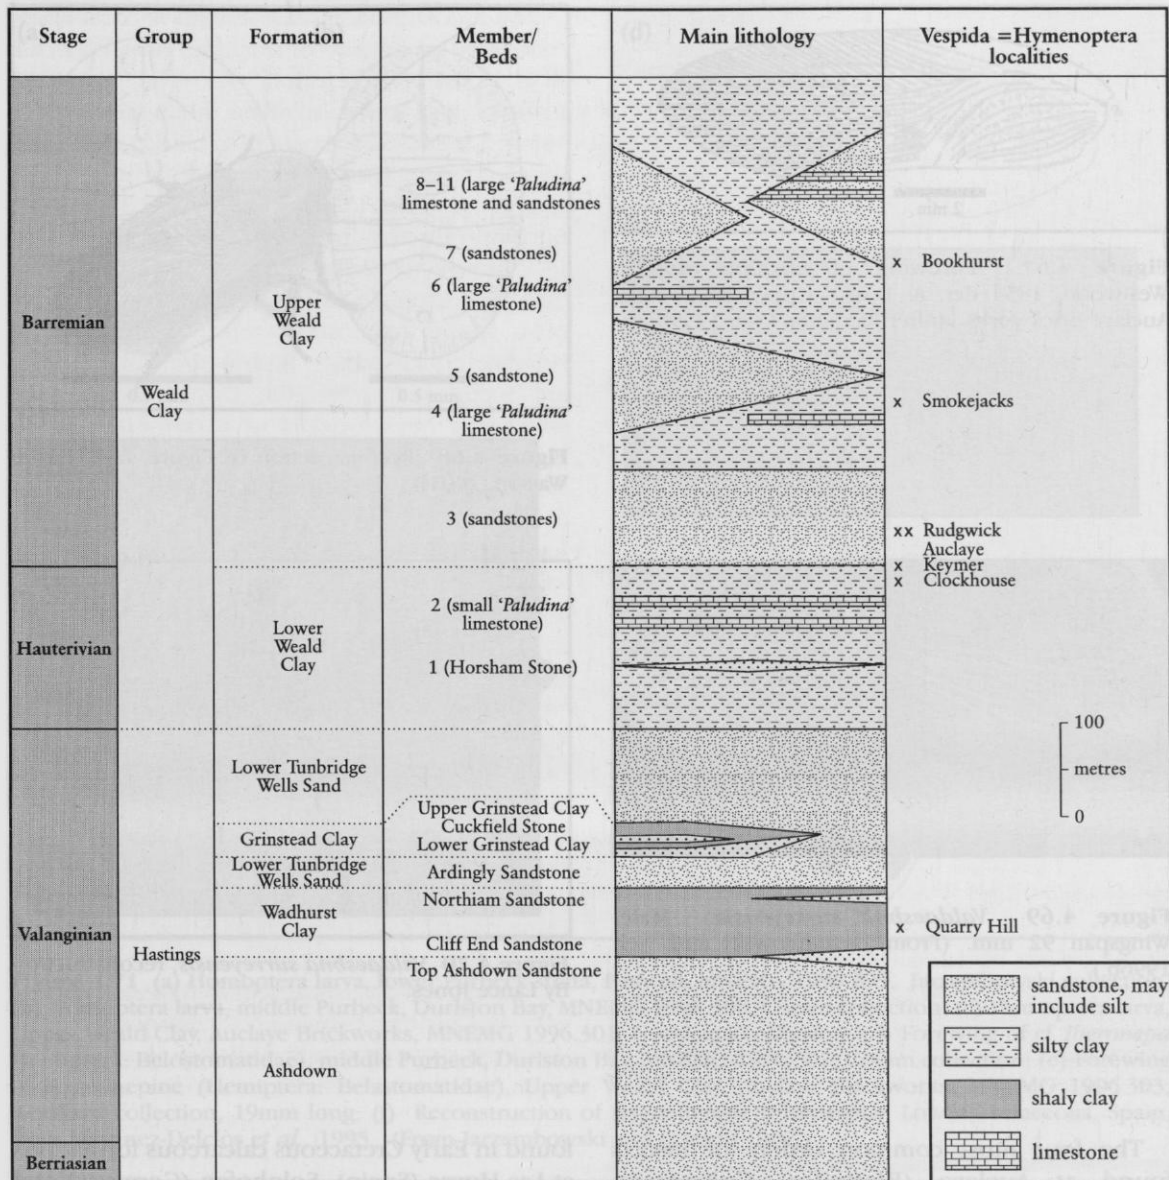 Stage
Group
Formation
Member/
Beds
Main lithology
Vespida =Hymenoptera
localities
Barremian
Hauterivian
Valanginian
Berriasian
Weald
Clay
Hastings
Upper
Weald
Clay
Lower
Weald
Clay
Lower Tunbridge
Wells Sand
Grinstead Clay
Lower Tunbridge
Wells Sand
Wadhurst
Clay
Ashdown
8–11 (large 'Paludina'
limestone and sandstones
7 (sandstones)
6 (large 'Paludina'
limestone)
5 (sandstone)
4 (large 'Paludina'
limestone)
3 (sandstones)
2 (small 'Paludina'
limestone)
1 (Horsham Stone)
Upper Grinstead Clay
Cuckfield Stone
Lower Grinstead Clay
Ardingly Sandstone
Northiam Sandstone
Cliff End Sandstone
Top Ashdown Sandstone
x Bookhurst
x Smokejacks
xx Rudgwick
Auclaye
x Keymer
x Clockhouse
x Quarry Hill
100
metres
0
sandstone, may
include silt
silty clay
shaly clay
limestone